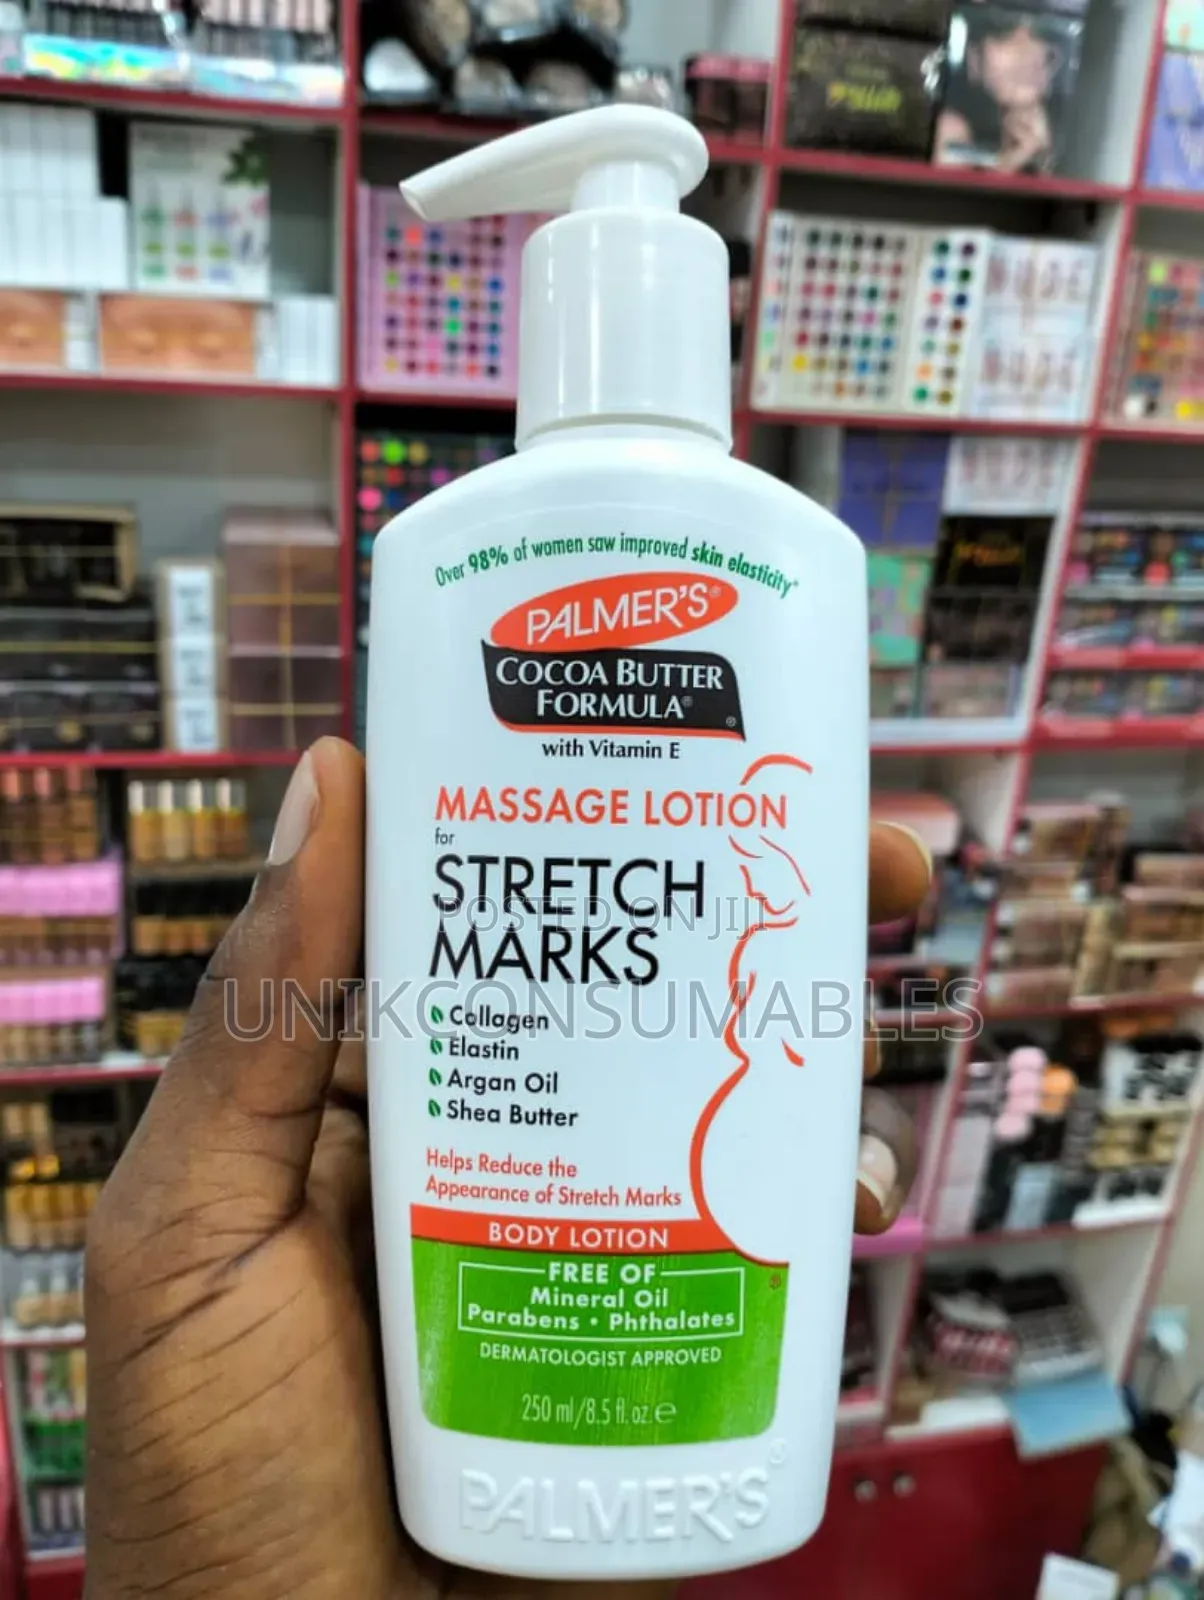 Over 98% of women saw improved skin elasticity*
PALMER'S®
COCOA BUTTER
FORMULA®
®
with Vitamin E
MASSAGE LOTION
for
STRETCH
POSTED ON JIJI
MARKS
UNIKCONSUMABLES
Collagen
Elastin
Argan Oil
Shea Butter
Helps Reduce the
Appearance of Stretch Marks
BODY LOTION
FREE OF
Mineral Oil
Parabens • Phthalates
DERMATOLOGIST APPROVED
250 ml/8.5 fl. oz. e
PALMER'S®